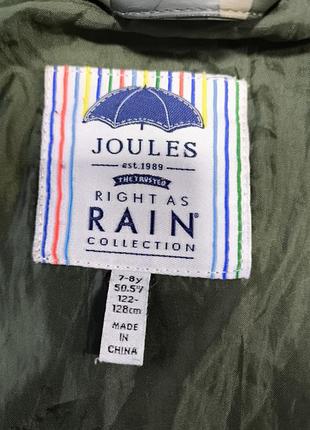 JOULES
est.1989
THE TRUSTED
RIGHT AS
RAIN®
COLLECTION
7-8y
50.5"/
122-
128cm
MADE
IN
CHINA